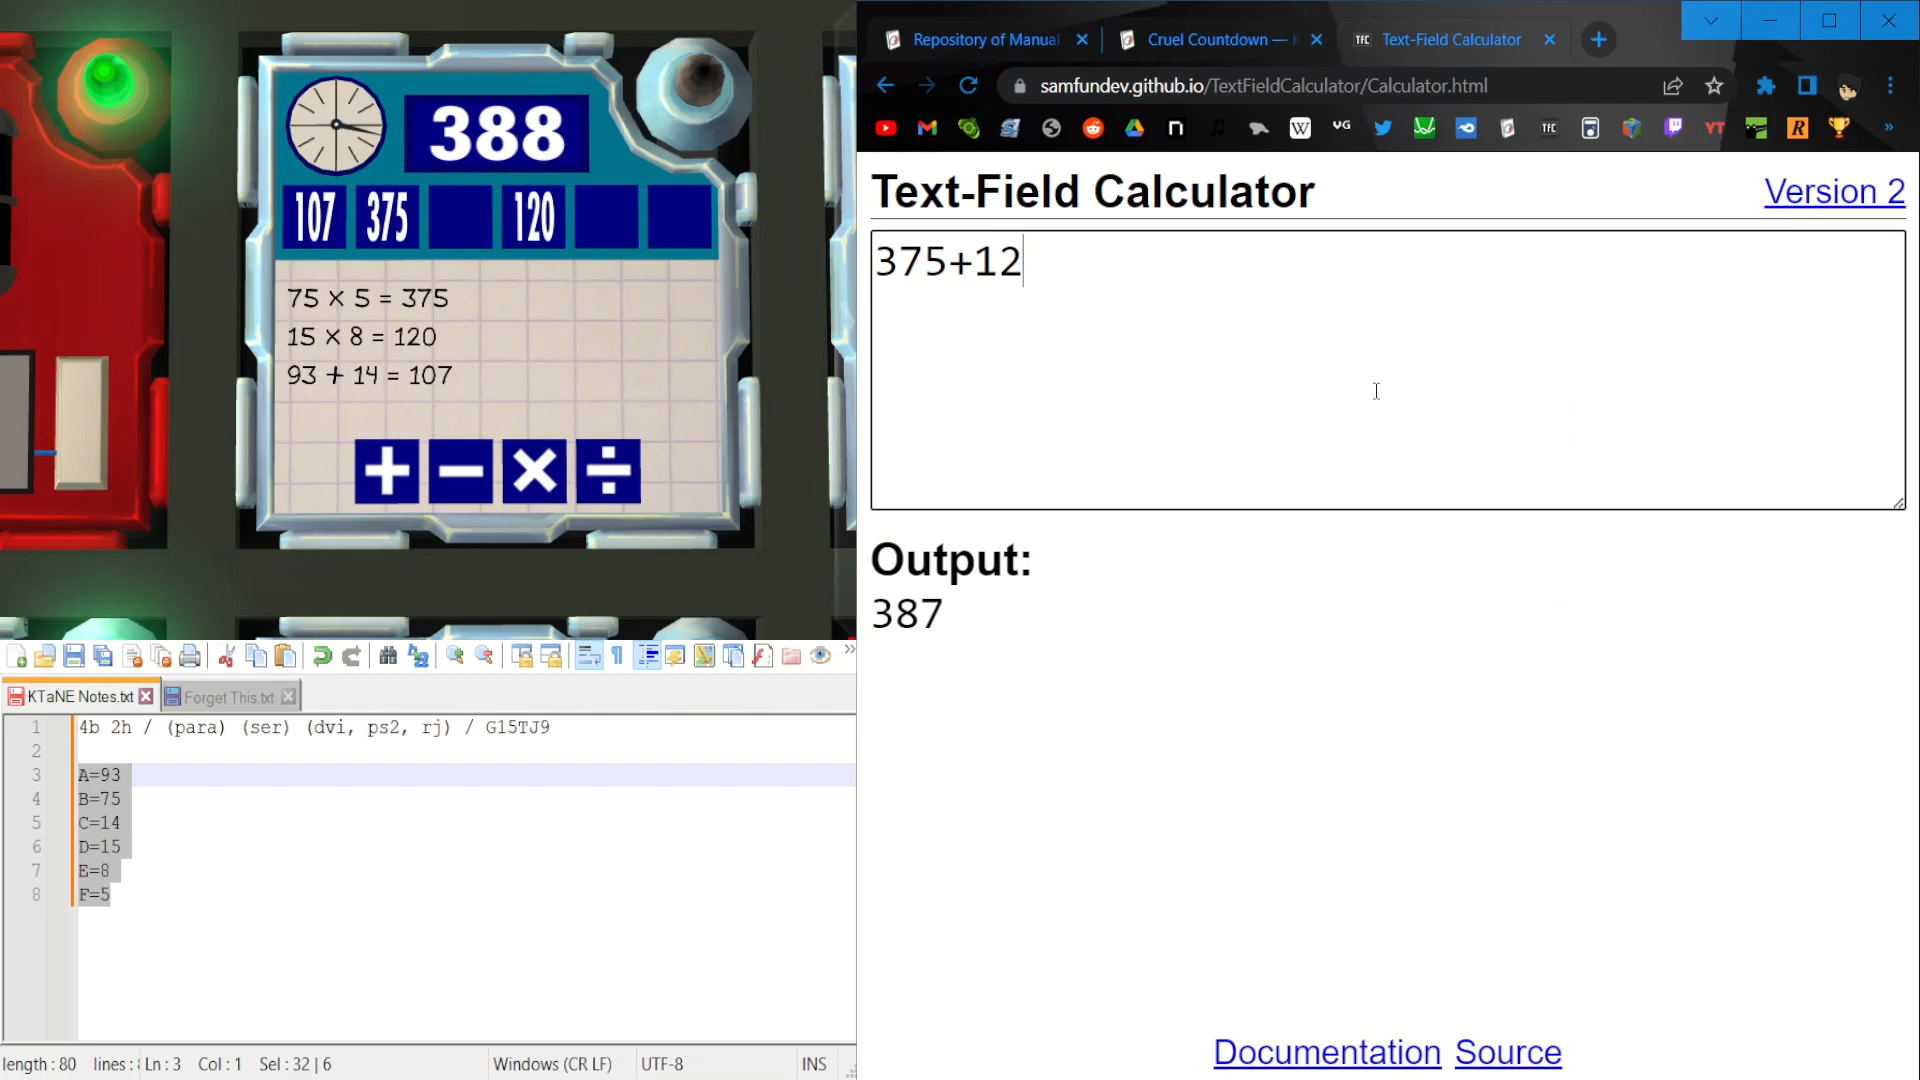 388
107 375 120
75 × 5 = 375
15 × 8 = 120
93 + 14 = 107
+ − × ÷
Repository of Manual
Cruel Countdown —
TFC Text-Field Calculator
samfundev.github.io/TextFieldCalculator/Calculator.html
Text-Field Calculator
Version 2
375+12
Output:
387
Documentation Source
KTaNE Notes.txt
Forget This.txt
1 4b 2h / (para) (ser) (dvi, ps2, rj) / G15TJ9
2
3 A=93
4 B=75
5 C=14
6 D=15
7 E=8
8 F=5
length : 80 lines : Ln : 3 Col : 1 Sel : 32 | 6 Windows (CR LF) UTF-8 INS